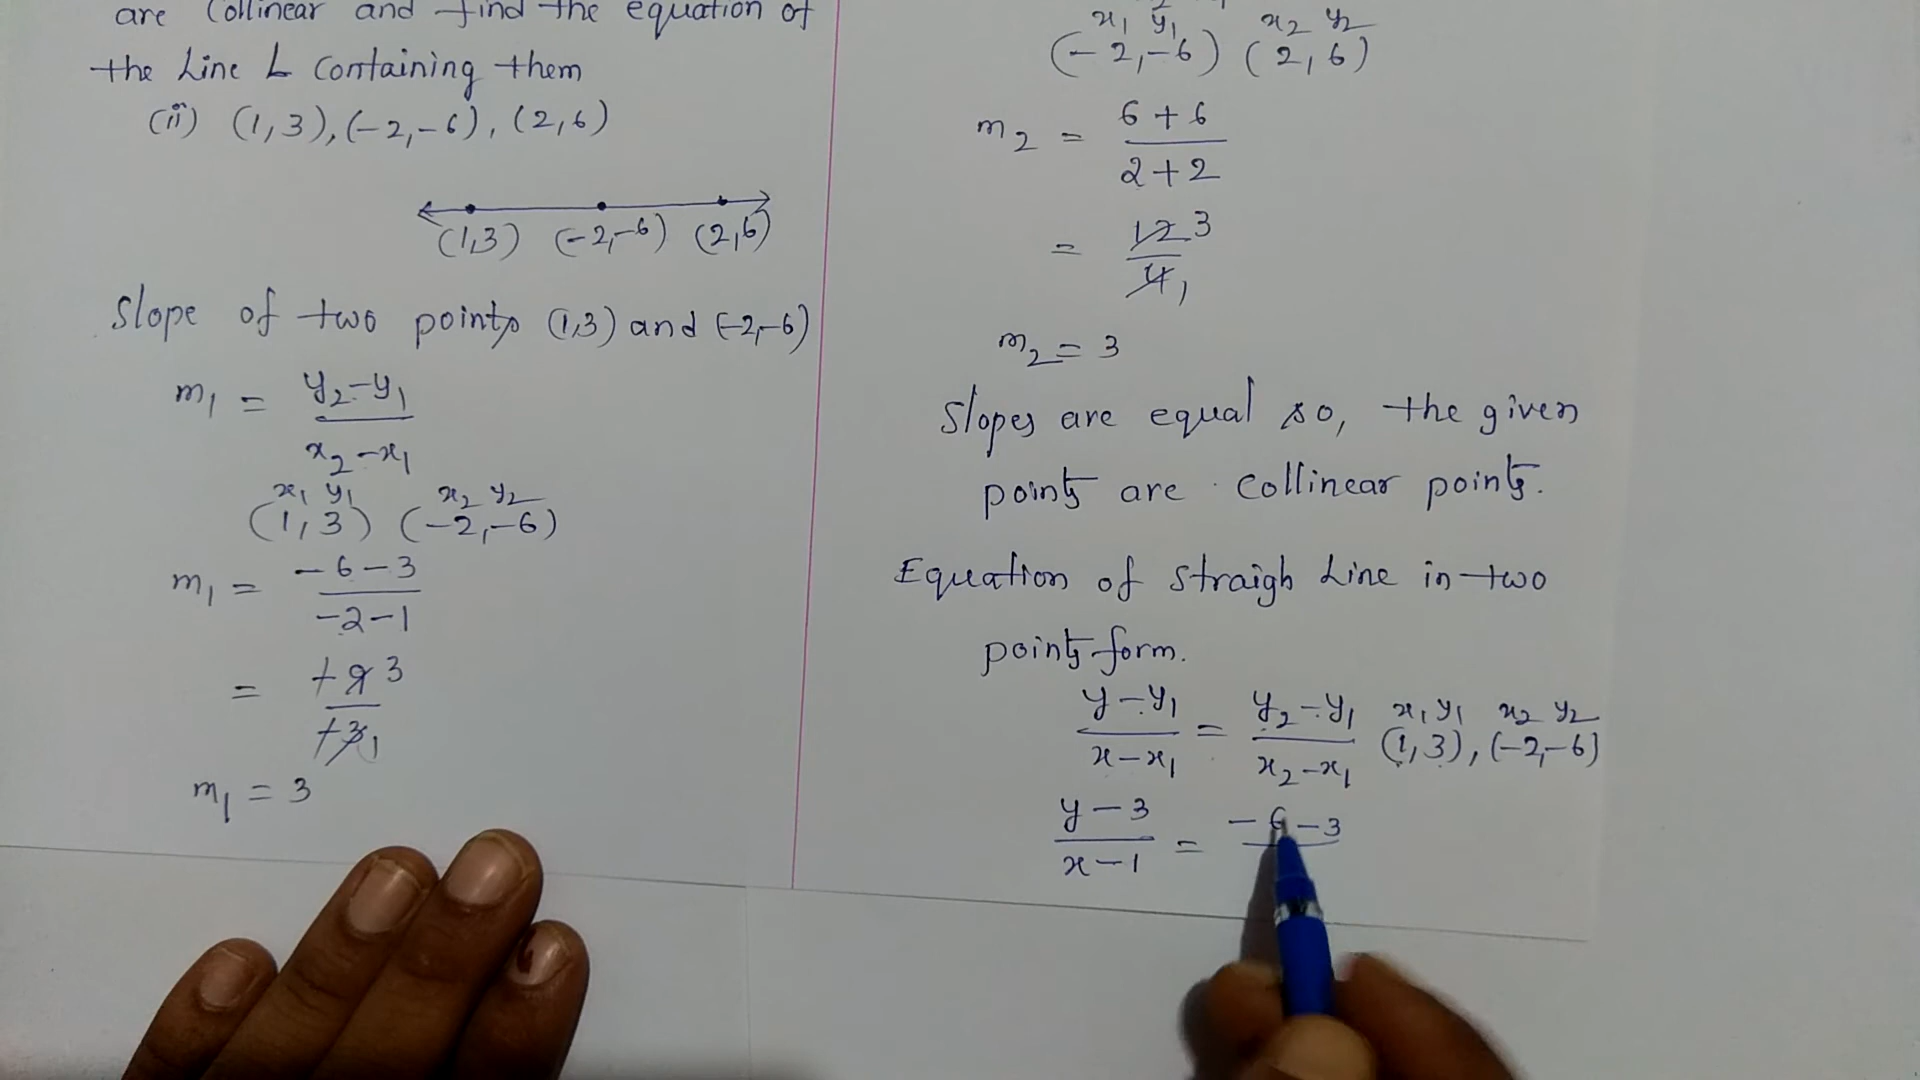 are Collinear and find the equation of
the Line L Containing them
(ii) (1,3), (-2,-6), (2,6)
(1,3) (-2,-6) (2,6)
Slope of two points (1,3) and (-2,-6)
m1 = y2-y1
x2-x1
x1 y1 x2 y2
(1,3) (-2,-6)
m1 = -6-3
-2-1
= +9 3
+3 1
m1 = 3
x1 y1 x2 y2
(-2,-6) (2,6)
m2 = 6+6
2+2
= 12 3
4 1
m2 = 3
Slopes are equal so, the given
points are collinear points.
Equation of straigh Line in two
points form.
y-y1 = y2-y1 x1 y1 x2 y2
x-x1 x2-x1 (1,3), (-2,-6)
y-3 = -6-3
x-1